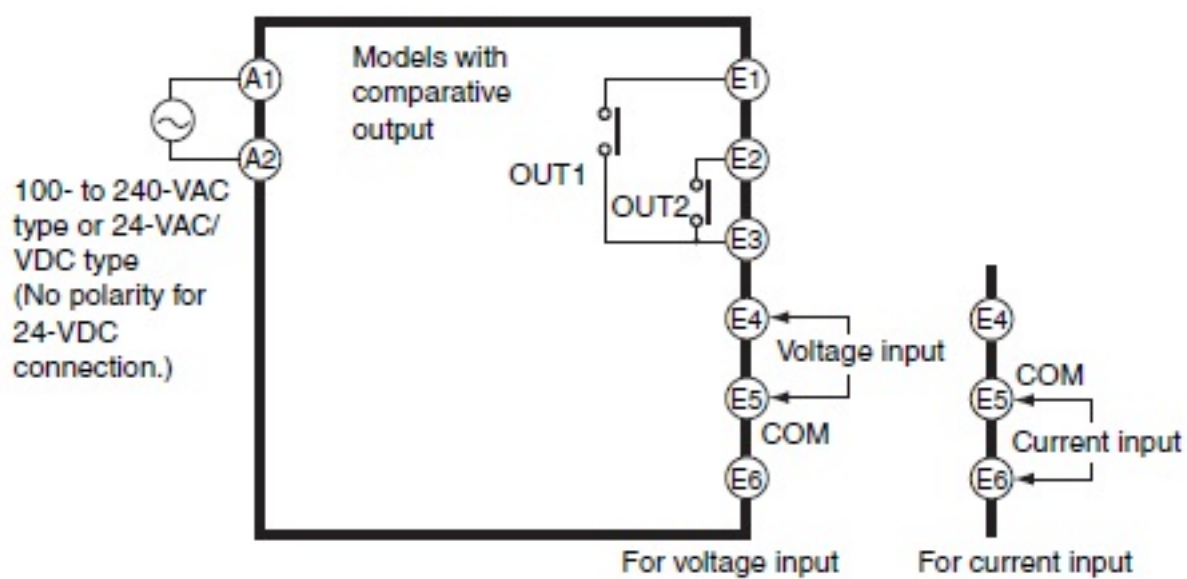 Models with
comparative
output
A1
A2
100- to 240-VAC
type or 24-VAC/
VDC type
(No polarity for
24-VDC
connection.)
OUT1
OUT2
E1
E2
E3
E4
Voltage input
E5
COM
E6
For voltage input
E4
COM
E5
Current input
E6
For current input